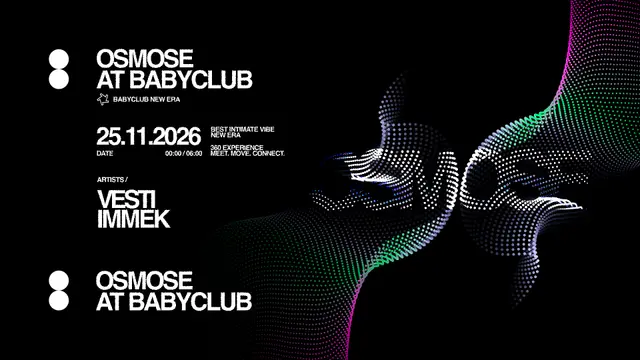 OSMOSE
AT BABYCLUB
BABYCLUB NEW ERA
25.11.2026
BEST INTIMATE VIBE
NEW ERA
DATE
00:00 / 06:00
360 EXPERIENCE
MEET. MOVE. CONNECT.
ARTISTS /
VESTI
IMMEK
OSMOSE
OSMOSE
AT BABYCLUB